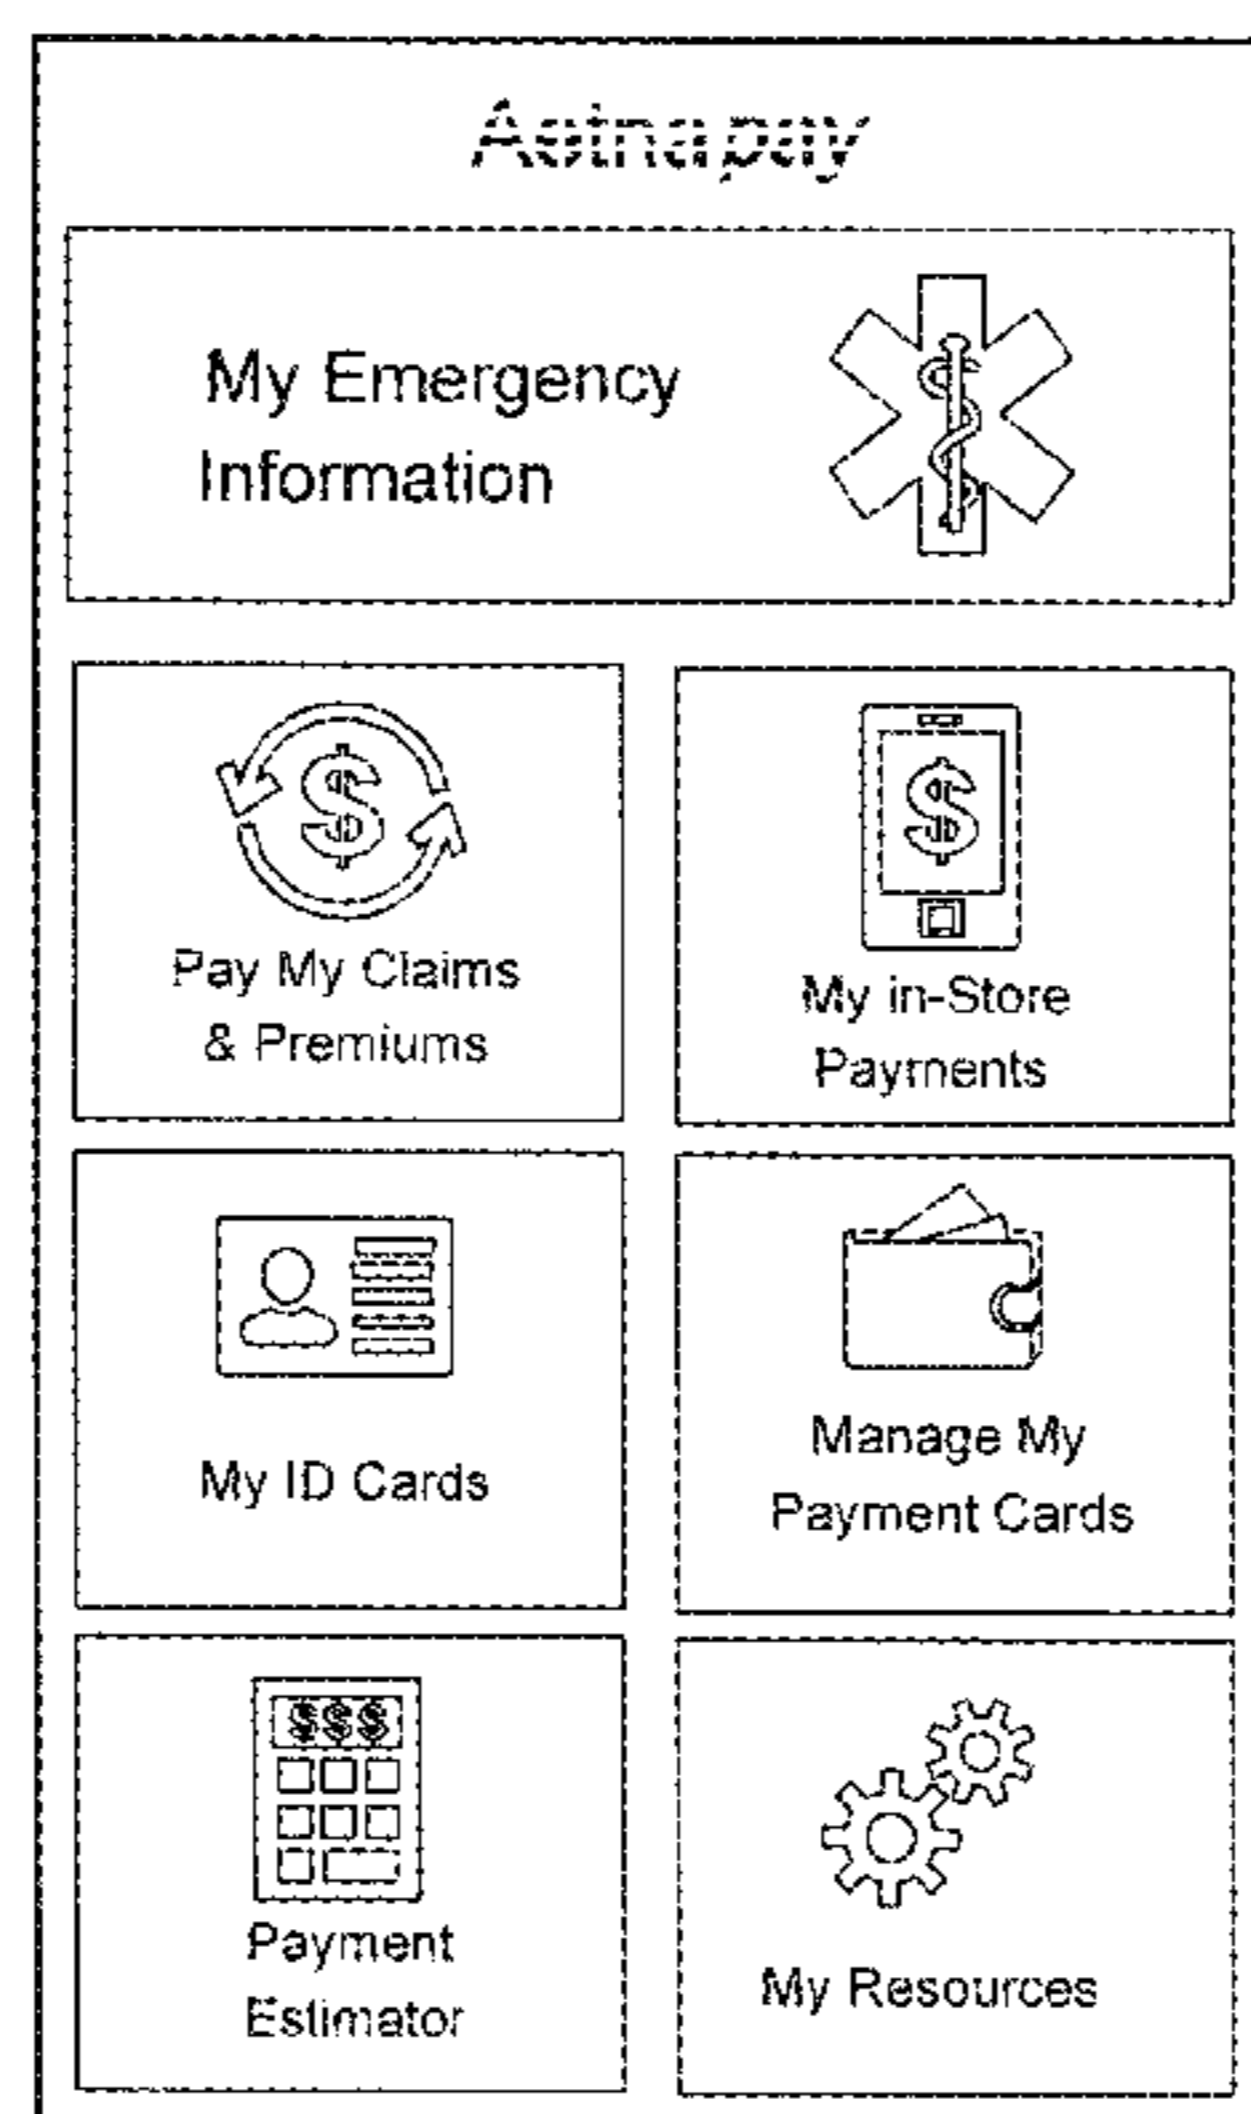 Aetnapay
My Emergency
Information
Pay My Claims
& Premiums
My in-Store
Payments
My ID Cards
Manage My
Payment Cards
$$$
Payment
Estimator
My Resources